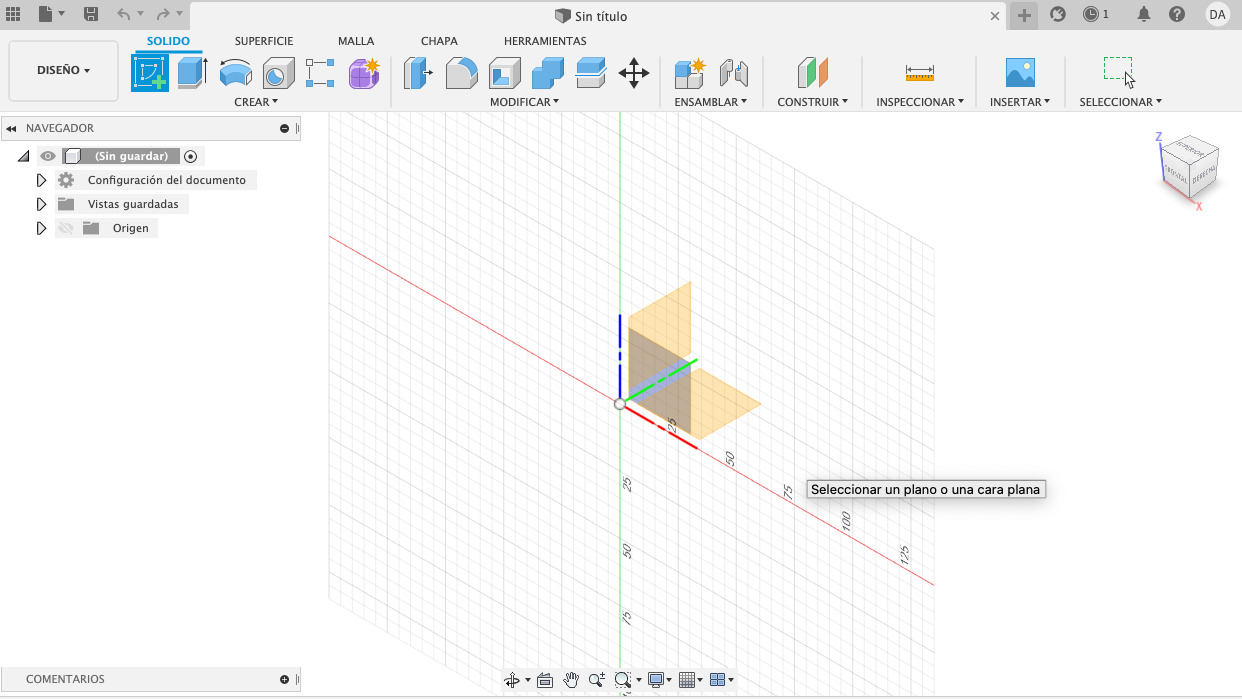 Sin título
1
DA
DISEÑO
SOLIDO
SUPERFICIE
MALLA
CHAPA
HERRAMIENTAS
CREAR
MODIFICAR
ENSAMBLAR
CONSTRUIR
INSPECCIONAR
INSERTAR
SELECCIONAR
NAVEGADOR
(Sin guardar)
Configuración del documento
Vistas guardadas
Origen
Z
SUPERIOR
FRONTAL
DERECHA
X
25
50
75
100
125
25
50
75
Seleccionar un plano o una cara plana
COMENTARIOS